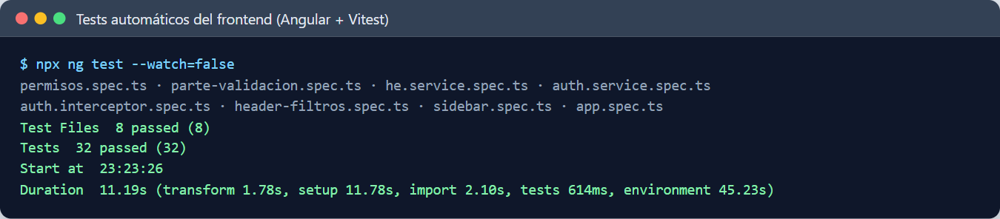 Tests automáticos del frontend (Angular + Vitest)
$ npx ng test --watch=false
permisos.spec.ts · parte-validacion.spec.ts · he.service.spec.ts · auth.service.spec.ts
auth.interceptor.spec.ts · header-filtros.spec.ts · sidebar.spec.ts · app.spec.ts
Test Files  8 passed (8)
Tests  32 passed (32)
Start at  23:23:26
Duration  11.19s (transform 1.78s, setup 11.78s, import 2.10s, tests 614ms, environment 45.23s)